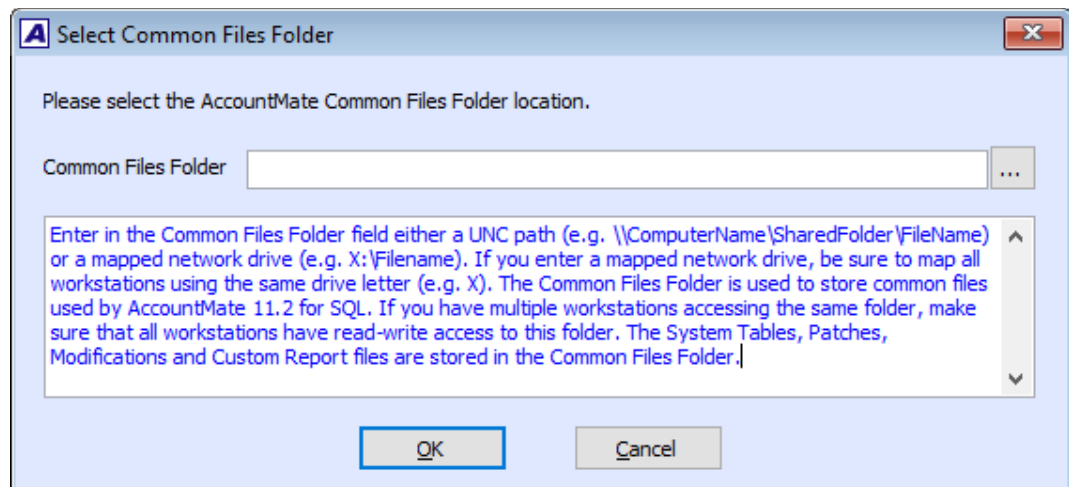 A Select Common Files Folder
Please select the AccountMate Common Files Folder location.
Common Files Folder ...
Enter in the Common Files Folder field either a UNC path (e.g. \\ComputerName\SharedFolder\FileName)
or a mapped network drive (e.g. X:\Filename). If you enter a mapped network drive, be sure to map all
workstations using the same drive letter (e.g. X). The Common Files Folder is used to store common files
used by AccountMate 11.2 for SQL. If you have multiple workstations accessing the same folder, make
sure that all workstations have read-write access to this folder. The System Tables, Patches,
Modifications and Custom Report files are stored in the Common Files Folder.
OK Cancel